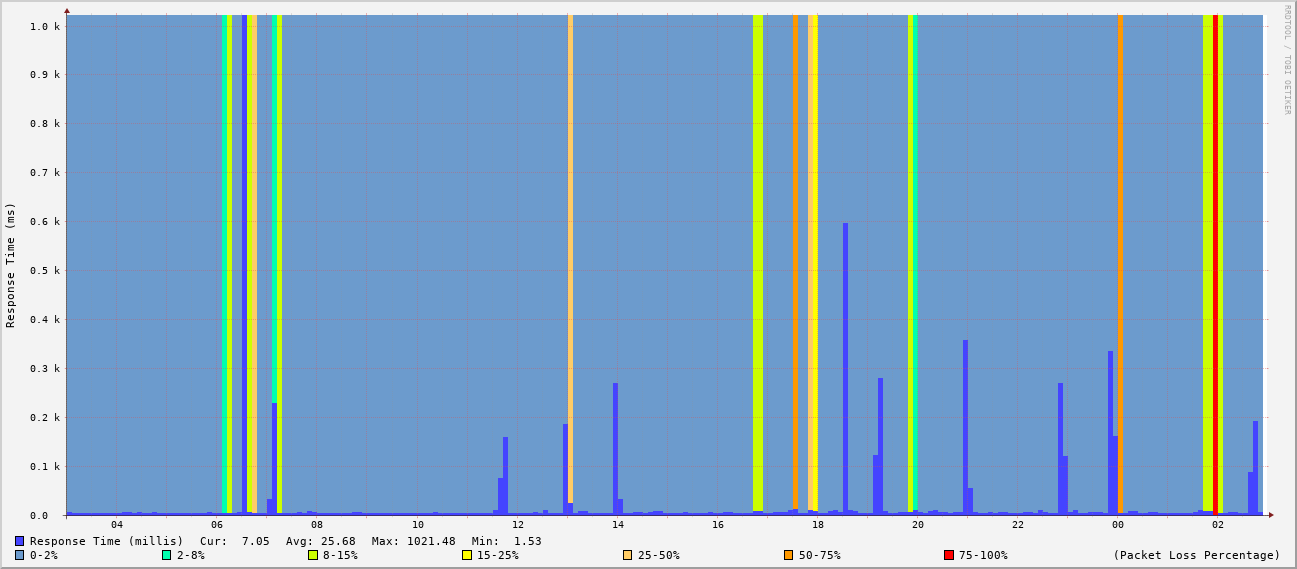 RRDTOOL / TOBI OETIKER
Response Time (ms)
1.0 k
0.9 k
0.8 k
0.7 k
0.6 k
0.5 k
0.4 k
0.3 k
0.2 k
0.1 k
0.0
04 06 08 10 12 14 16 18 20 22 00 02
Response Time (millis) Cur: 7.05 Avg: 25.68 Max: 1021.48 Min: 1.53
0-2% 2-8% 8-15% 15-25% 25-50% 50-75% 75-100% (Packet Loss Percentage)